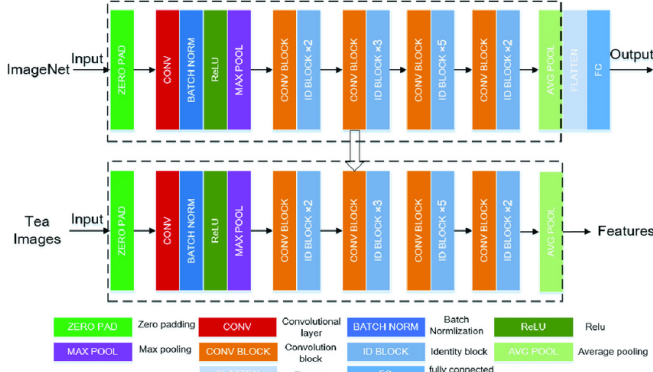 ImageNet
Input
ZERO PAD
CONV
BATCH NORM
ReLU
MAX POOL
CONV BLOCK
ID BLOCK ×2
CONV BLOCK
ID BLOCK ×3
CONV BLOCK
ID BLOCK ×5
CONV BLOCK
ID BLOCK ×2
AVG POOL
FLATTEN
FC
Output
Tea
Images
Input
ZERO PAD
CONV
BATCH NORM
ReLU
MAX POOL
CONV BLOCK
ID BLOCK ×2
CONV BLOCK
ID BLOCK ×3
CONV BLOCK
ID BLOCK ×5
CONV BLOCK
ID BLOCK ×2
AVG POOL
Features
ZERO PAD
Zero padding
CONV
Convolutional
layer
BATCH NORM
Batch
Normlization
ReLU
Relu
MAX POOL
Max pooling
CONV BLOCK
Convolution
block
ID BLOCK
Identity block
AVG POOL
Average pooling
fully connected